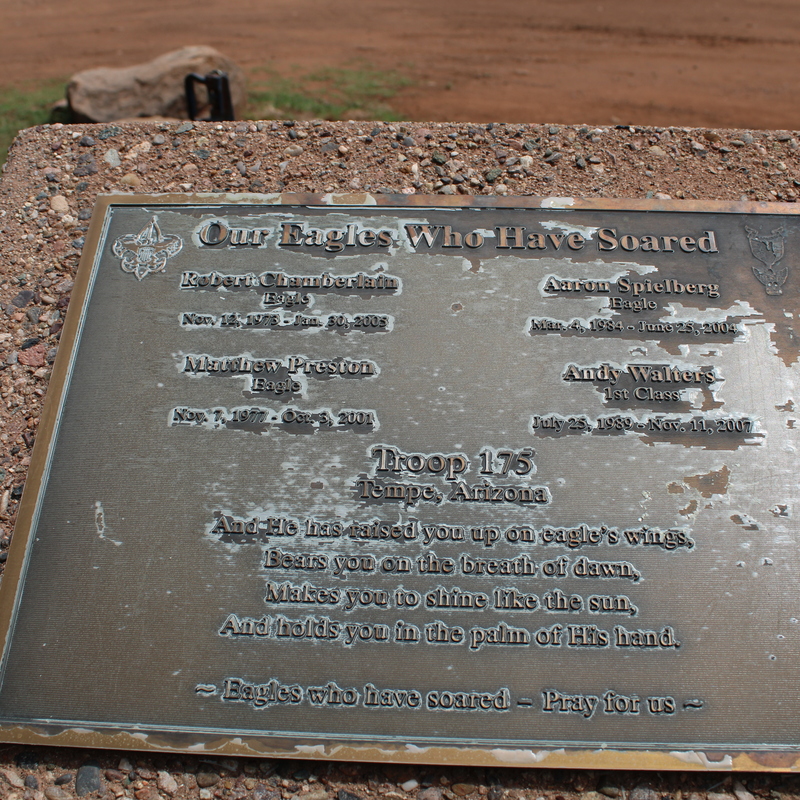 Our Eagles Who Have Soared
Robert Chamberlain
Eagle
Nov. 12, 1973 - Jan. 30, 2005
Aaron Spielberg
Eagle
Mar. 4, 1984 - June 25, 2004
Matthew Preston
Eagle
Nov. 7, 1977 - Oct. 3, 2001
Andy Walters
1st Class
July 25, 1989 - Nov. 11, 2007
Troop 175
Tempe, Arizona
And He has raised you up on eagle's wings,
Bears you on the breath of dawn,
Makes you to shine like the sun,
And holds you in the palm of His hand.
~ Eagles who have soared – Pray for us ~